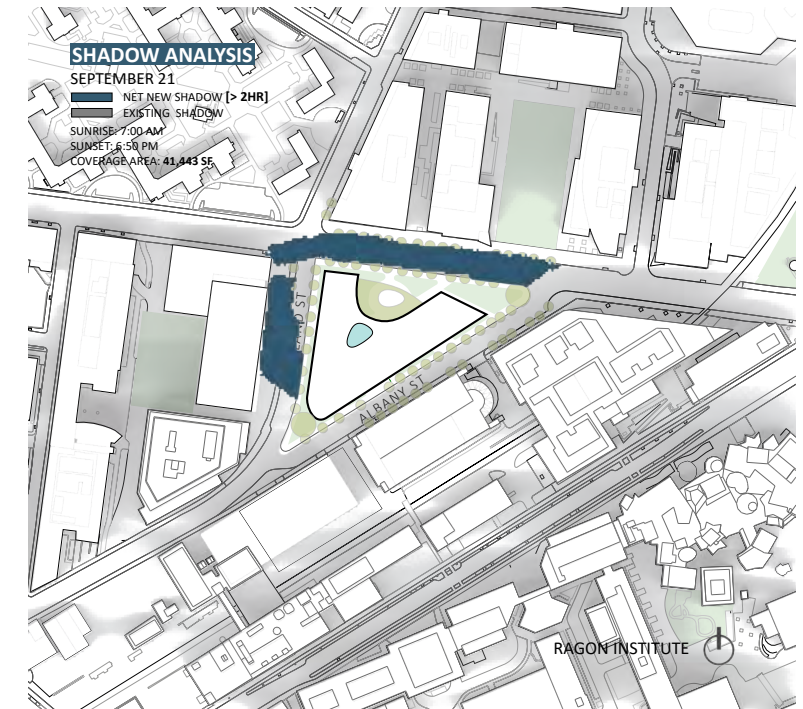 SHADOW ANALYSIS
SEPTEMBER 21
NET NEW SHADOW [> 2HR]
EXISTING SHADOW
SUNRISE: 7:00 AM
SUNSET: 6:50 PM
COVERAGE AREA: 41,443 SF.
ST
ALBANY ST
RAGON INSTITUTE